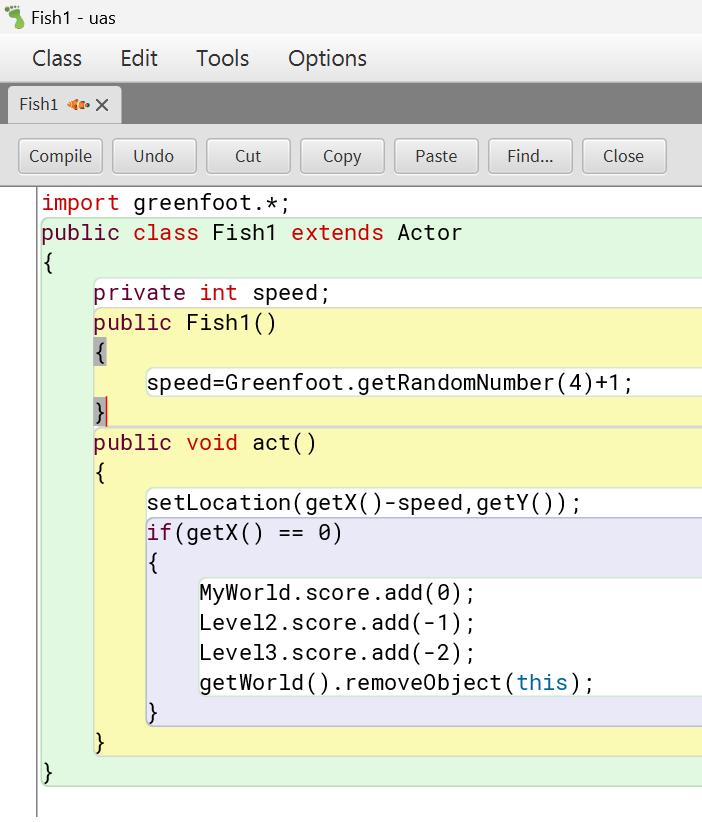 Fish1 - uas
Class Edit Tools Options
Fish1
Compile Undo Cut Copy Paste Find... Close
import greenfoot.*;
public class Fish1 extends Actor
{
    private int speed;
    public Fish1()
    {
        speed=Greenfoot.getRandomNumber(4)+1;
    }
    public void act()
    {
        setLocation(getX()-speed,getY());
        if(getX() == 0)
        {
            MyWorld.score.add(0);
            Level2.score.add(-1);
            Level3.score.add(-2);
            getWorld().removeObject(this);
        }
    }
}